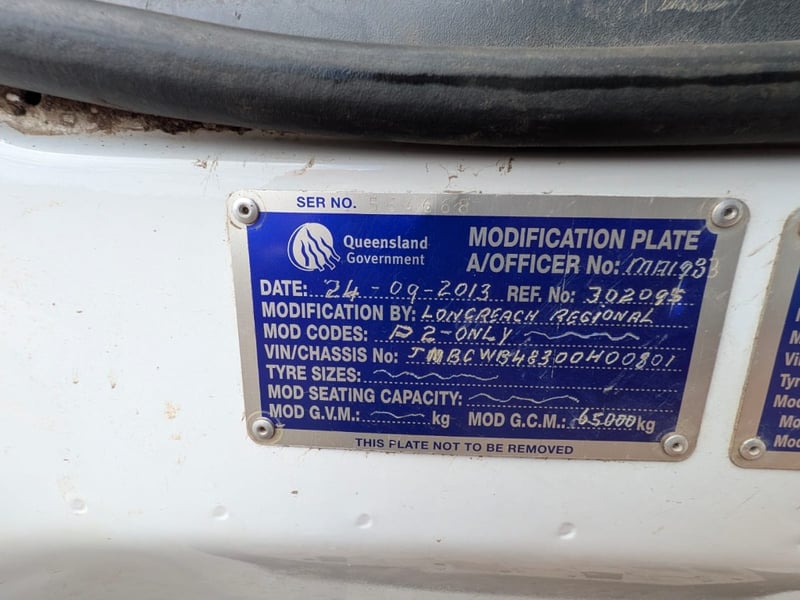 SER NO.
Queensland
Government
MODIFICATION PLATE
A/OFFICER No: MA1933
DATE: 24-09-2013 REF. No: 302095
MODIFICATION BY: LONGREACH REGIONAL
MOD CODES: P2-ONLY
VIN/CHASSIS No:
TYRE SIZES:
MOD SEATING CAPACITY:
MOD G.V.M.: kg MOD G.C.M.: 65000kg
THIS PLATE NOT TO BE REMOVED